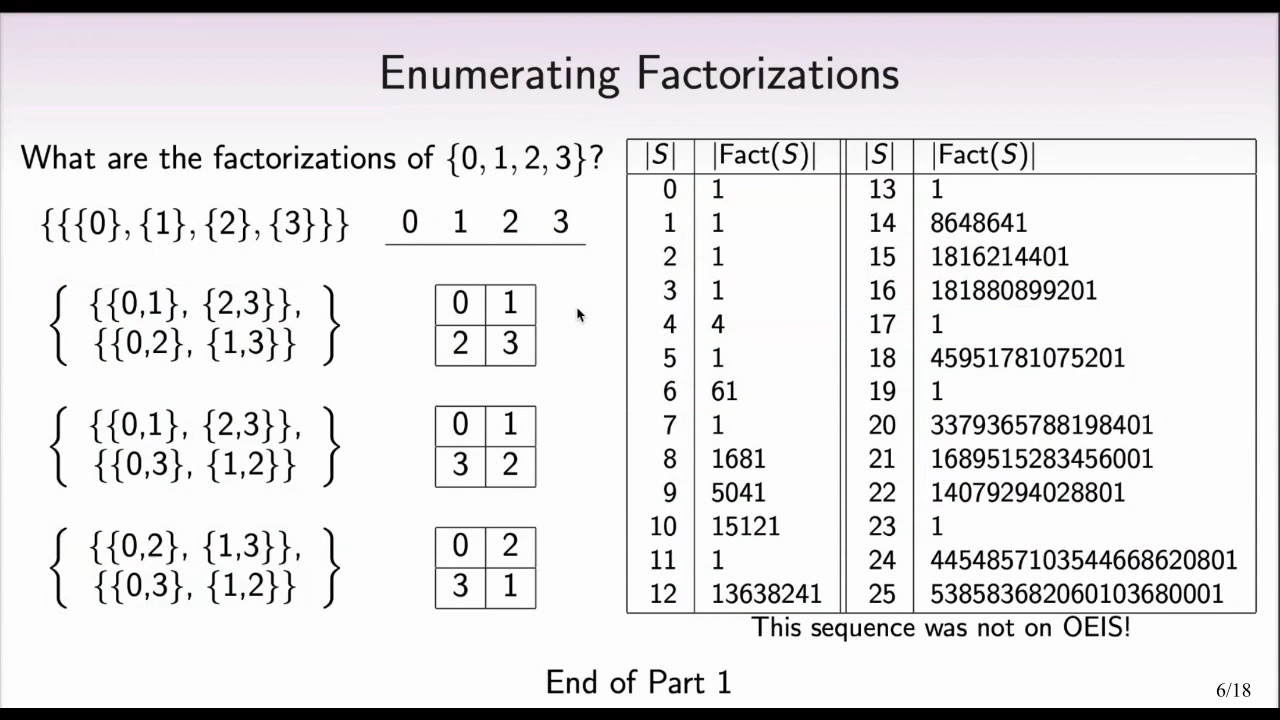 Enumerating Factorizations
What are the factorizations of {0, 1, 2, 3}?
{{{0}, {1}, {2}, {3}}} 0 1 2 3
{ {{0,1}, {2,3}}, {{0,2}, {1,3}} }
0 1
2 3
{ {{0,1}, {2,3}}, {{0,3}, {1,2}} }
0 1
3 2
{ {{0,2}, {1,3}}, {{0,3}, {1,2}} }
0 2
3 1
|S| |Fact(S)| |S| |Fact(S)|
0 1 13 1
1 1 14 8648641
2 1 15 1816214401
3 1 16 181880899201
4 4 17 1
5 1 18 45951781075201
6 61 19 1
7 1 20 3379365788198401
8 1681 21 1689515283456001
9 5041 22 14079294028801
10 15121 23 1
11 1 24 4454857103544668620801
12 13638241 25 538583682060103680001
This sequence was not on OEIS!
End of Part 1
6/18